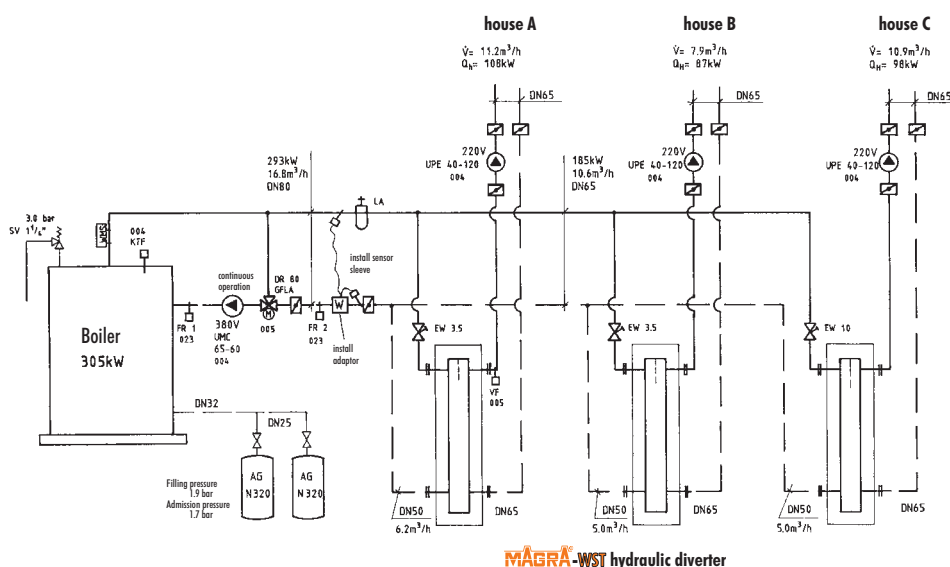 house A
house B
house C
V̇= 11.2m³/h
Qh= 108kW
V̇= 7.9m³/h
QH= 87kW
V̇= 10.9m³/h
QH= 98kW
DN65
DN65
DN65
220V
UPE 40-120
004
220V
UPE 40-120
004
220V
UPE 40-120
004
293kW
16.8m³/h
DN80
185kW
10.6m³/h
DN65
LA
3.0 bar
SV 1¹/₄"
WMS
004
KTF
install sensor
sleeve
continuous
operation
DR 60
GFLA
M
W
Boiler
305kW
FR 1
023
380V
UMC
65-60
004
005
FR 2
023
install
adaptor
EW 3.5
EW 3.5
EW 10
VF
005
DN32
DN25
AG
N320
AG
N320
Filling pressure
1.9 bar
Admission pressure
1.7 bar
DN50
6.2m³/h
DN65
DN50
5.0m³/h
DN65
DN50
5.0m³/h
DN65
MAGRA-WST hydraulic diverter